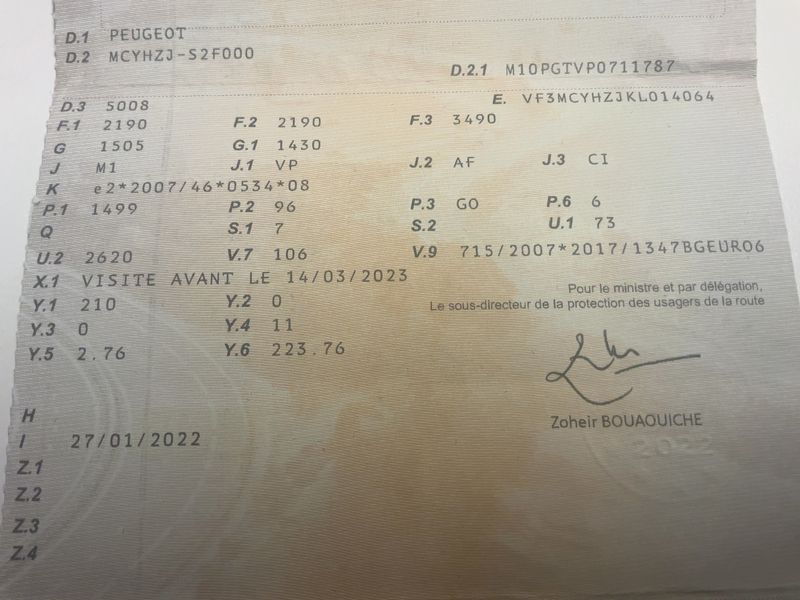 D.1 PEUGEOT
D.2 MCYHZJ-S2F000
D.2.1 M10PGTVP0711787
D.3 5008 E. VF3MCYHZJKL014064
F.1 2190 F.2 2190 F.3 3490
G 1505 G.1 1430
J M1 J.1 VP J.2 AF J.3 CI
K e2*2007/46*0534*08
P.1 1499 P.2 96 P.3 GO P.6 6
Q S.1 7 S.2 U.1 73
U.2 2620 V.7 106 V.9 715/2007*2017/1347BGEURO6
X.1 VISITE AVANT LE 14/03/2023
Y.1 210 Y.2 0
Y.3 0 Y.4 11
Y.5 2.76 Y.6 223.76
Pour le ministre et par délégation,
Le sous-directeur de la protection des usagers de la route
Zoheir BOUAOUICHE
2022
H
I 27/01/2022
Z.1
Z.2
Z.3
Z.4